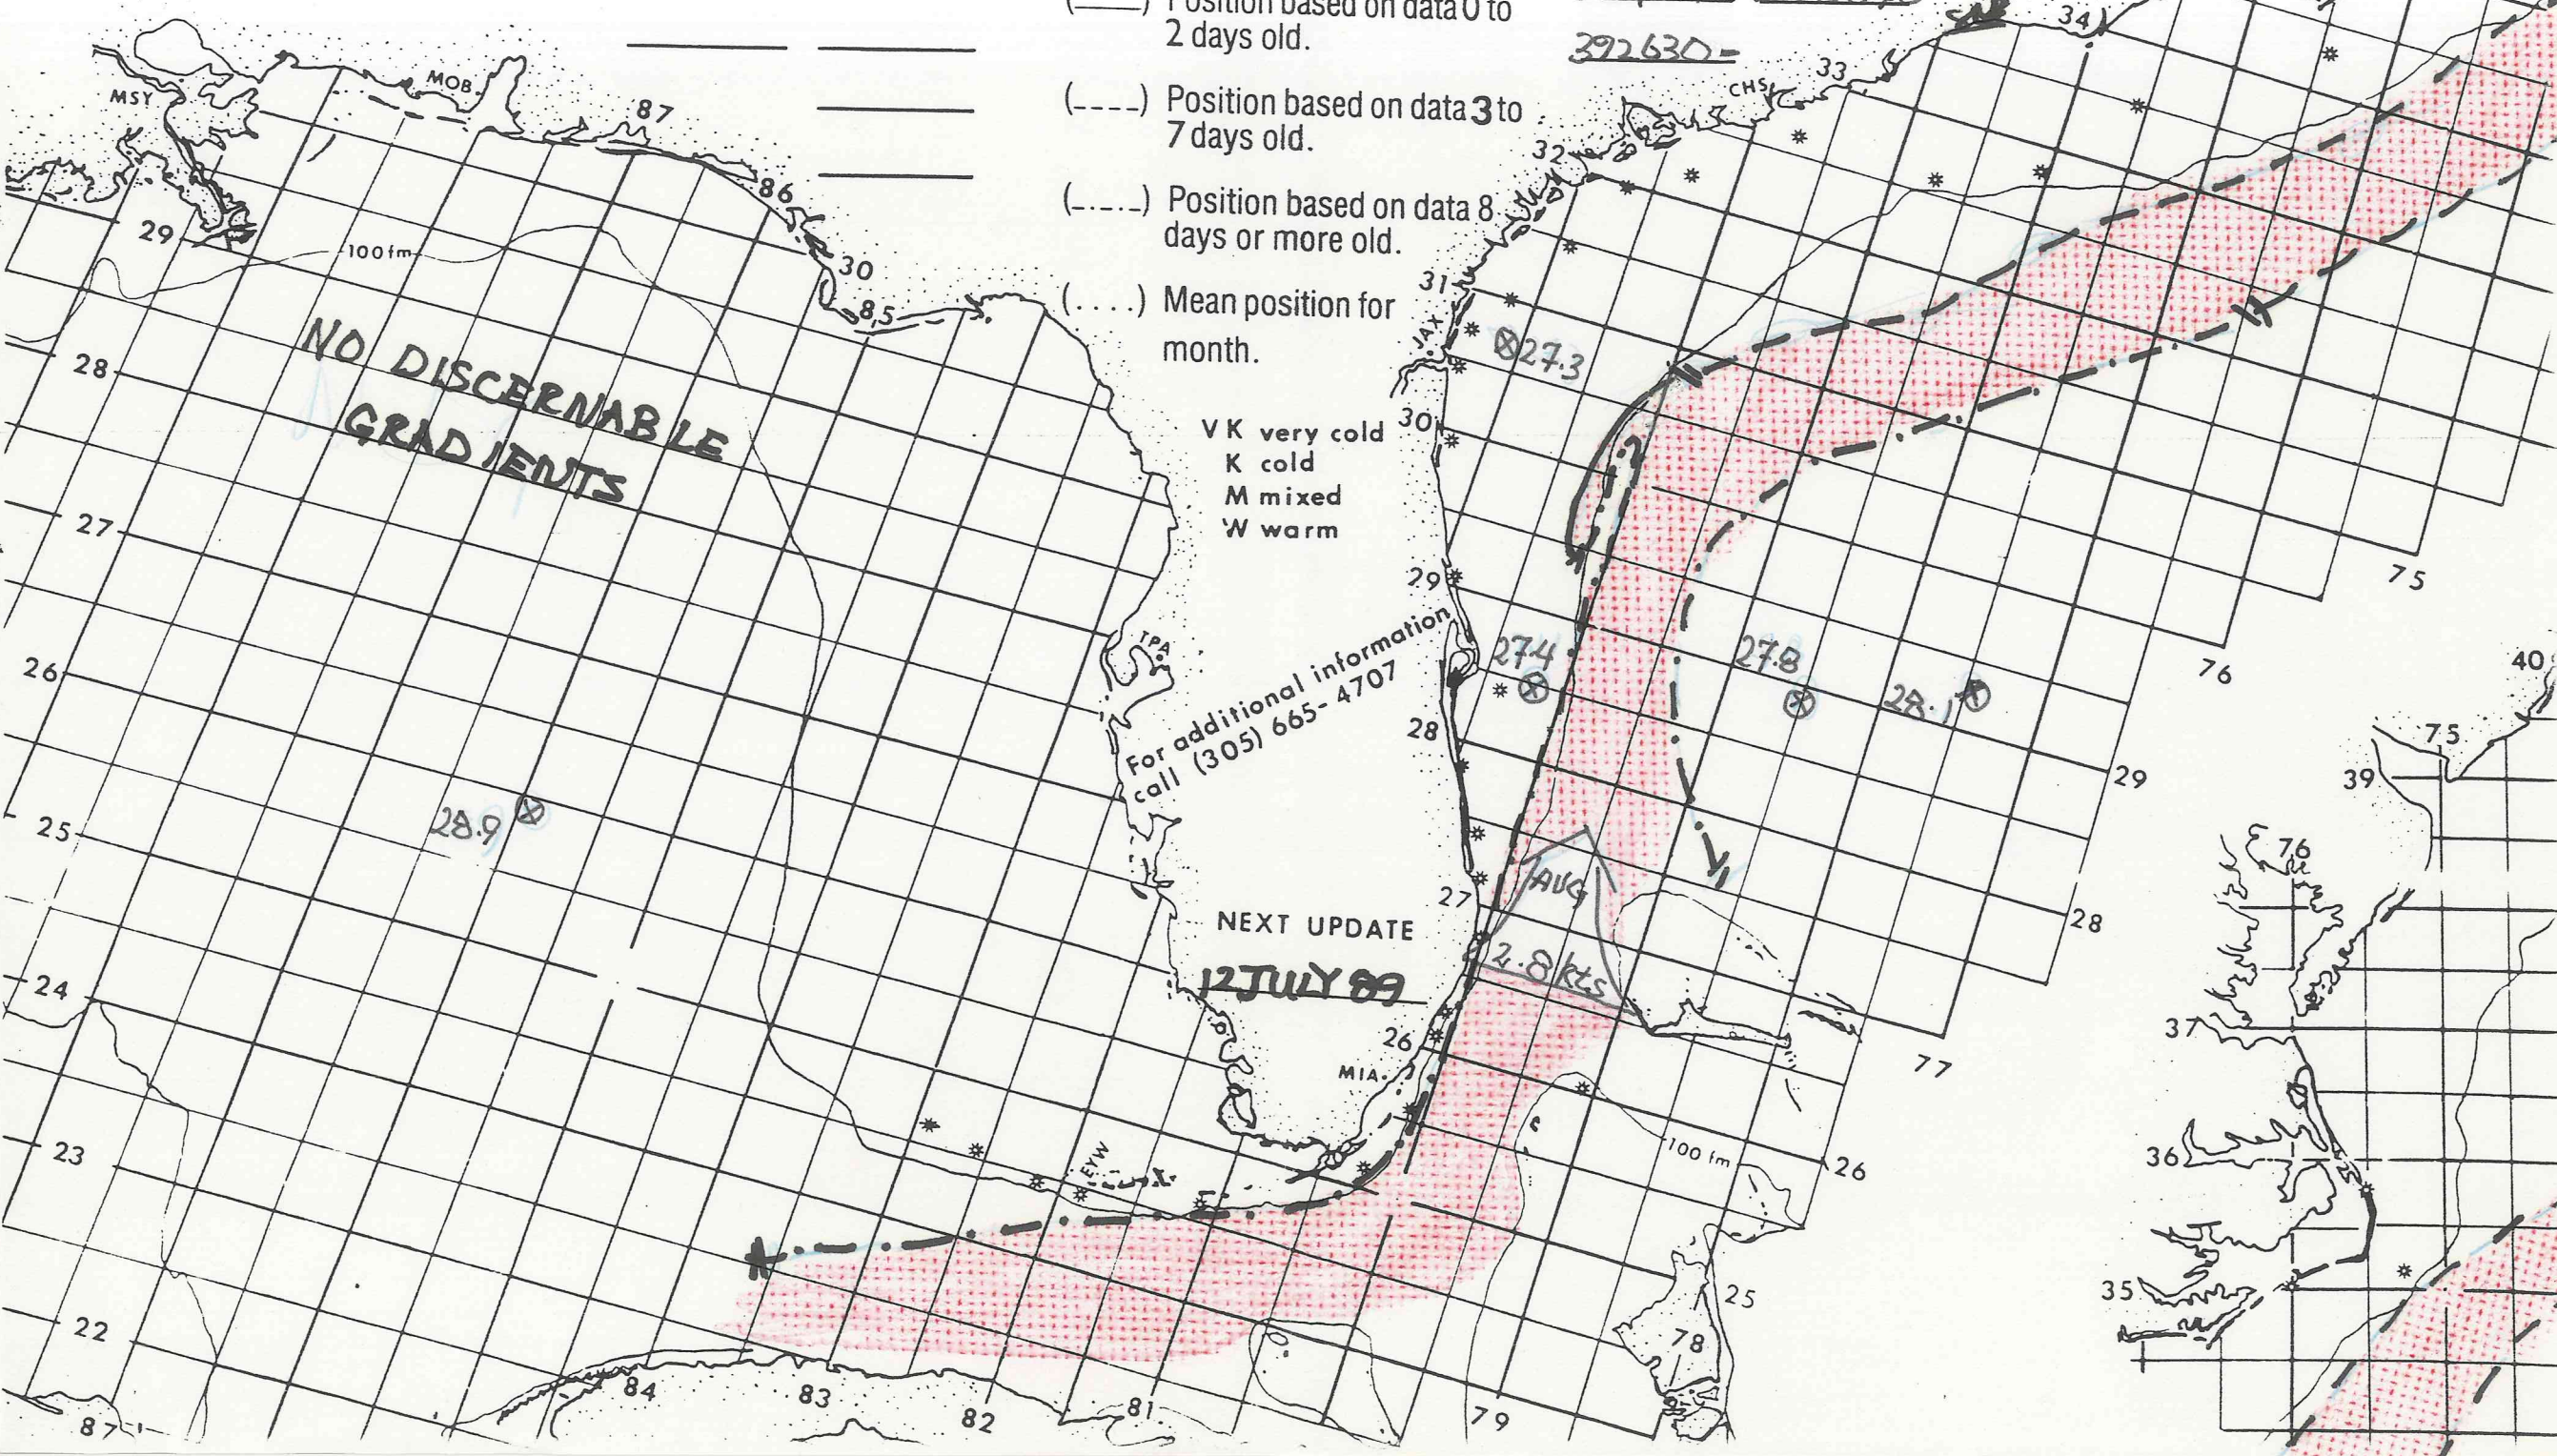 (____) Position based on data 0 to
2 days old.
392630-
(----) Position based on data 3 to
7 days old.
(_._._) Position based on data 8
days or more old.
(....) Mean position for
month.
VK very cold
K cold
M mixed
W warm
For additional information
call (305) 665-4707
NEXT UPDATE
12 JULY 89
NO DISCERNABLE
GRADIENTS
100 fm
MSY
MOB.
87
86
30
85
29
28
27
26
25
24
23
22
87
84
83
82
81
79
28.9
TPA
EYW
MIA.
JAX
CHS
34
33
32
31
30
29
28
27
26
27.3
27.4
27.8
28.1
AVG
2.8 kts
100 fm
75
76
29
28
77
26
25
78
40
75
39
76
37
36
35